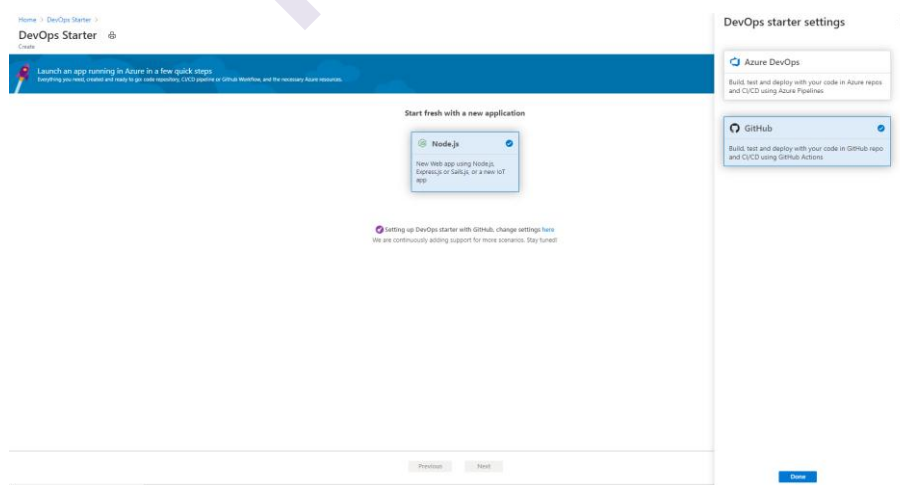 Home > DevOps Starter >
DevOps Starter
Create
Launch an app running in Azure in a few quick steps
Everything you need, created and ready to go: code repository, CI/CD pipeline or GitHub Workflow, and the necessary Azure resources.
Start fresh with a new application
Node.js
New Web app using Node.js,
Express.js or Sails.js, or a new IoT
app
Setting up DevOps starter with GitHub, change settings here
We are continuously adding support for more scenarios. Stay tuned!
Previous
Next
DevOps starter settings
Azure DevOps
Build, test and deploy with your code in Azure repos
and CI/CD using Azure Pipelines
GitHub
Build, test and deploy with your code in GitHub repo
and CI/CD using GitHub Actions
Done